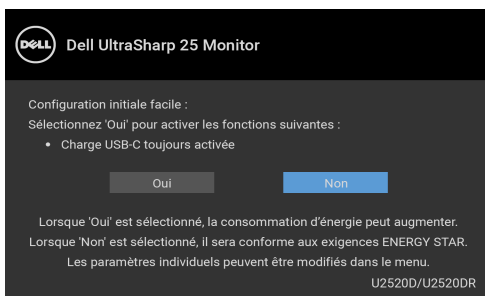 DELL Dell UltraSharp 25 Monitor
Configuration initiale facile :
Sélectionnez 'Oui' pour activer les fonctions suivantes :
• Charge USB-C toujours activée
Oui Non
Lorsque 'Oui' est sélectionné, la consommation d'énergie peut augmenter.
Lorsque 'Non' est sélectionné, il sera conforme aux exigences ENERGY STAR.
Les paramètres individuels peuvent être modifiés dans le menu.
U2520D/U2520DR